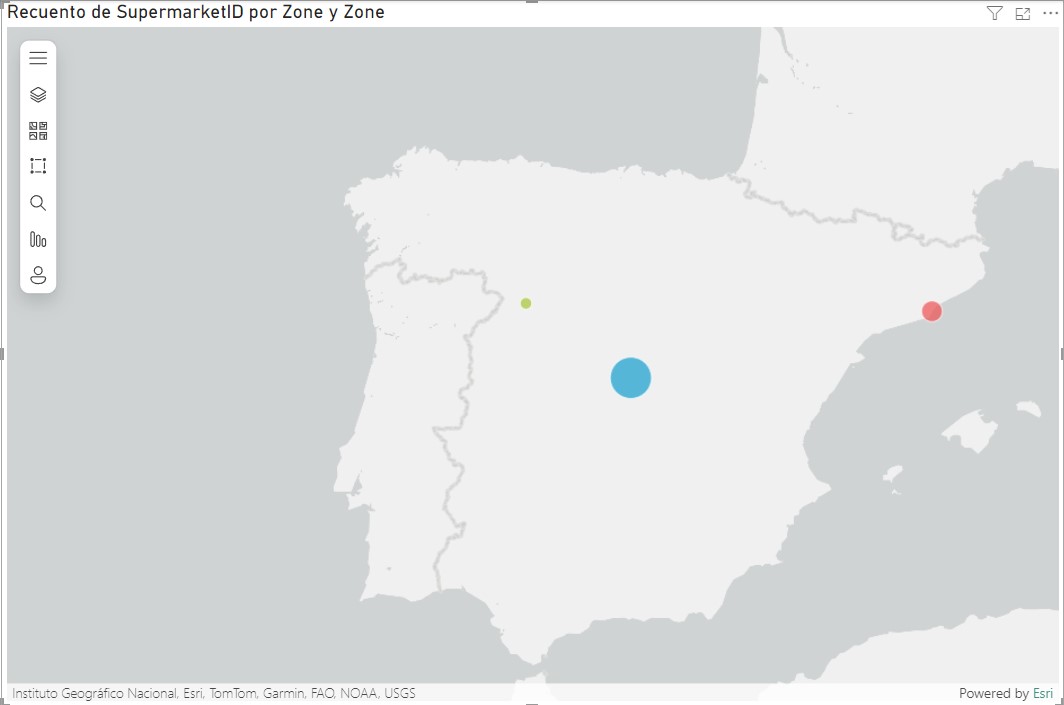 Recuento de SupermarketID por Zone y Zone
Instituto Geográfico Nacional, Esri, TomTom, Garmin, FAO, NOAA, USGS
Powered by Esri